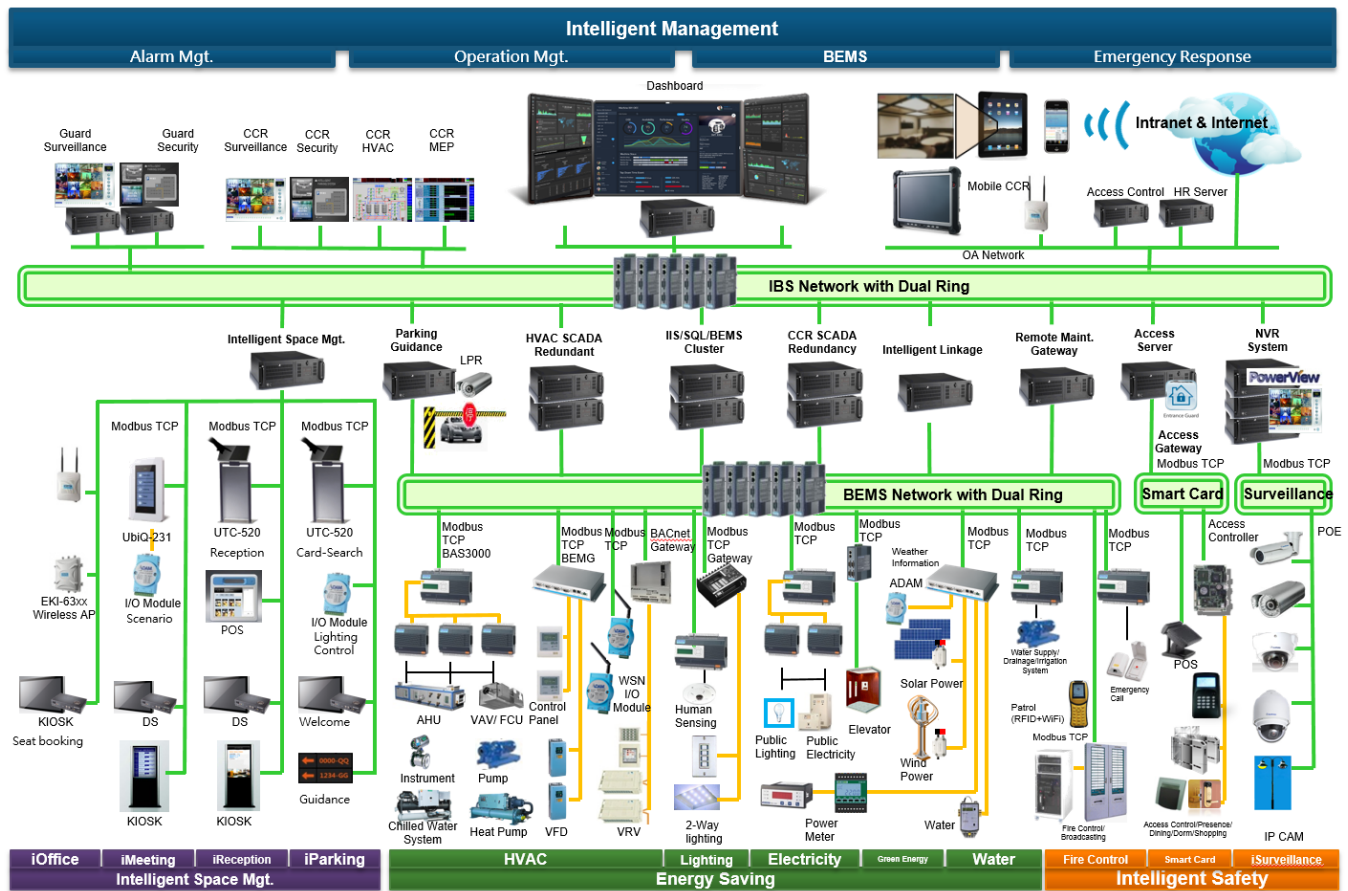 Intelligent Management
Alarm Mgt.
Operation Mgt.
BEMS
Emergency Response
Dashboard
Guard
Surveillance
Guard
Security
CCR
Surveillance
CCR
Security
CCR
HVAC
CCR
MEP
Intranet & Internet
Mobile CCR
Access Control
HR Server
OA Network
IBS Network with Dual Ring
Intelligent Space Mgt.
Parking
Guidance
LPR
HVAC SCADA
Redundant
IIS/SQL/BEMS
Cluster
CCR SCADA
Redundancy
Intelligent Linkage
Remote Maint.
Gateway
Access
Server
NVR
System
PowerView
Entrance Guard
Access
Gateway
Modbus TCP
Modbus TCP
Modbus TCP
Modbus TCP
Modbus TCP
BEMS Network with Dual Ring
Smart Card
Surveillance
UbiQ-231
UTC-520
UTC-520
Reception
Card-Search
EKI-63xx
Wireless AP
I/O Module
Scenario
POS
I/O Module
Lighting
Control
KIOSK
DS
DS
Welcome
Seat booking
KIOSK
KIOSK
0000-QQ
1234-GG
Guidance
Modbus
TCP
BAS3000
Modbus
TCP
BEMG
Modbus
TCP
BACnet
Gateway
Modbus
TCP
Gateway
Modbus
TCP
Modbus
TCP
Weather
Information
ADAM
Modbus
TCP
Modbus
TCP
Modbus
TCP
Access
Controller
POE
AHU
VAV/ FCU
Control
Panel
WSN
I/O
Module
Human
Sensing
Public
Lighting
Public
Electricity
Elevator
Solar Power
Wind
Power
Water Supply/
Drainage/Irrigation
System
Emergency
Call
POS
Patrol
(RFID+WiFi)
Modbus TCP
Instrument
Pump
Chilled Water
System
Heat Pump
VFD
VRV
2-Way
lighting
Power
Meter
Water
Fire Control/
Broadcasting
Access Control/Presence/
Dining/Dorm/Shopping
IP CAM
iOffice
iMeeting
iReception
iParking
HVAC
Lighting
Electricity
Green Energy
Water
Fire Control
Smart Card
iSurveillance
Intelligent Space Mgt.
Energy Saving
Intelligent Safety